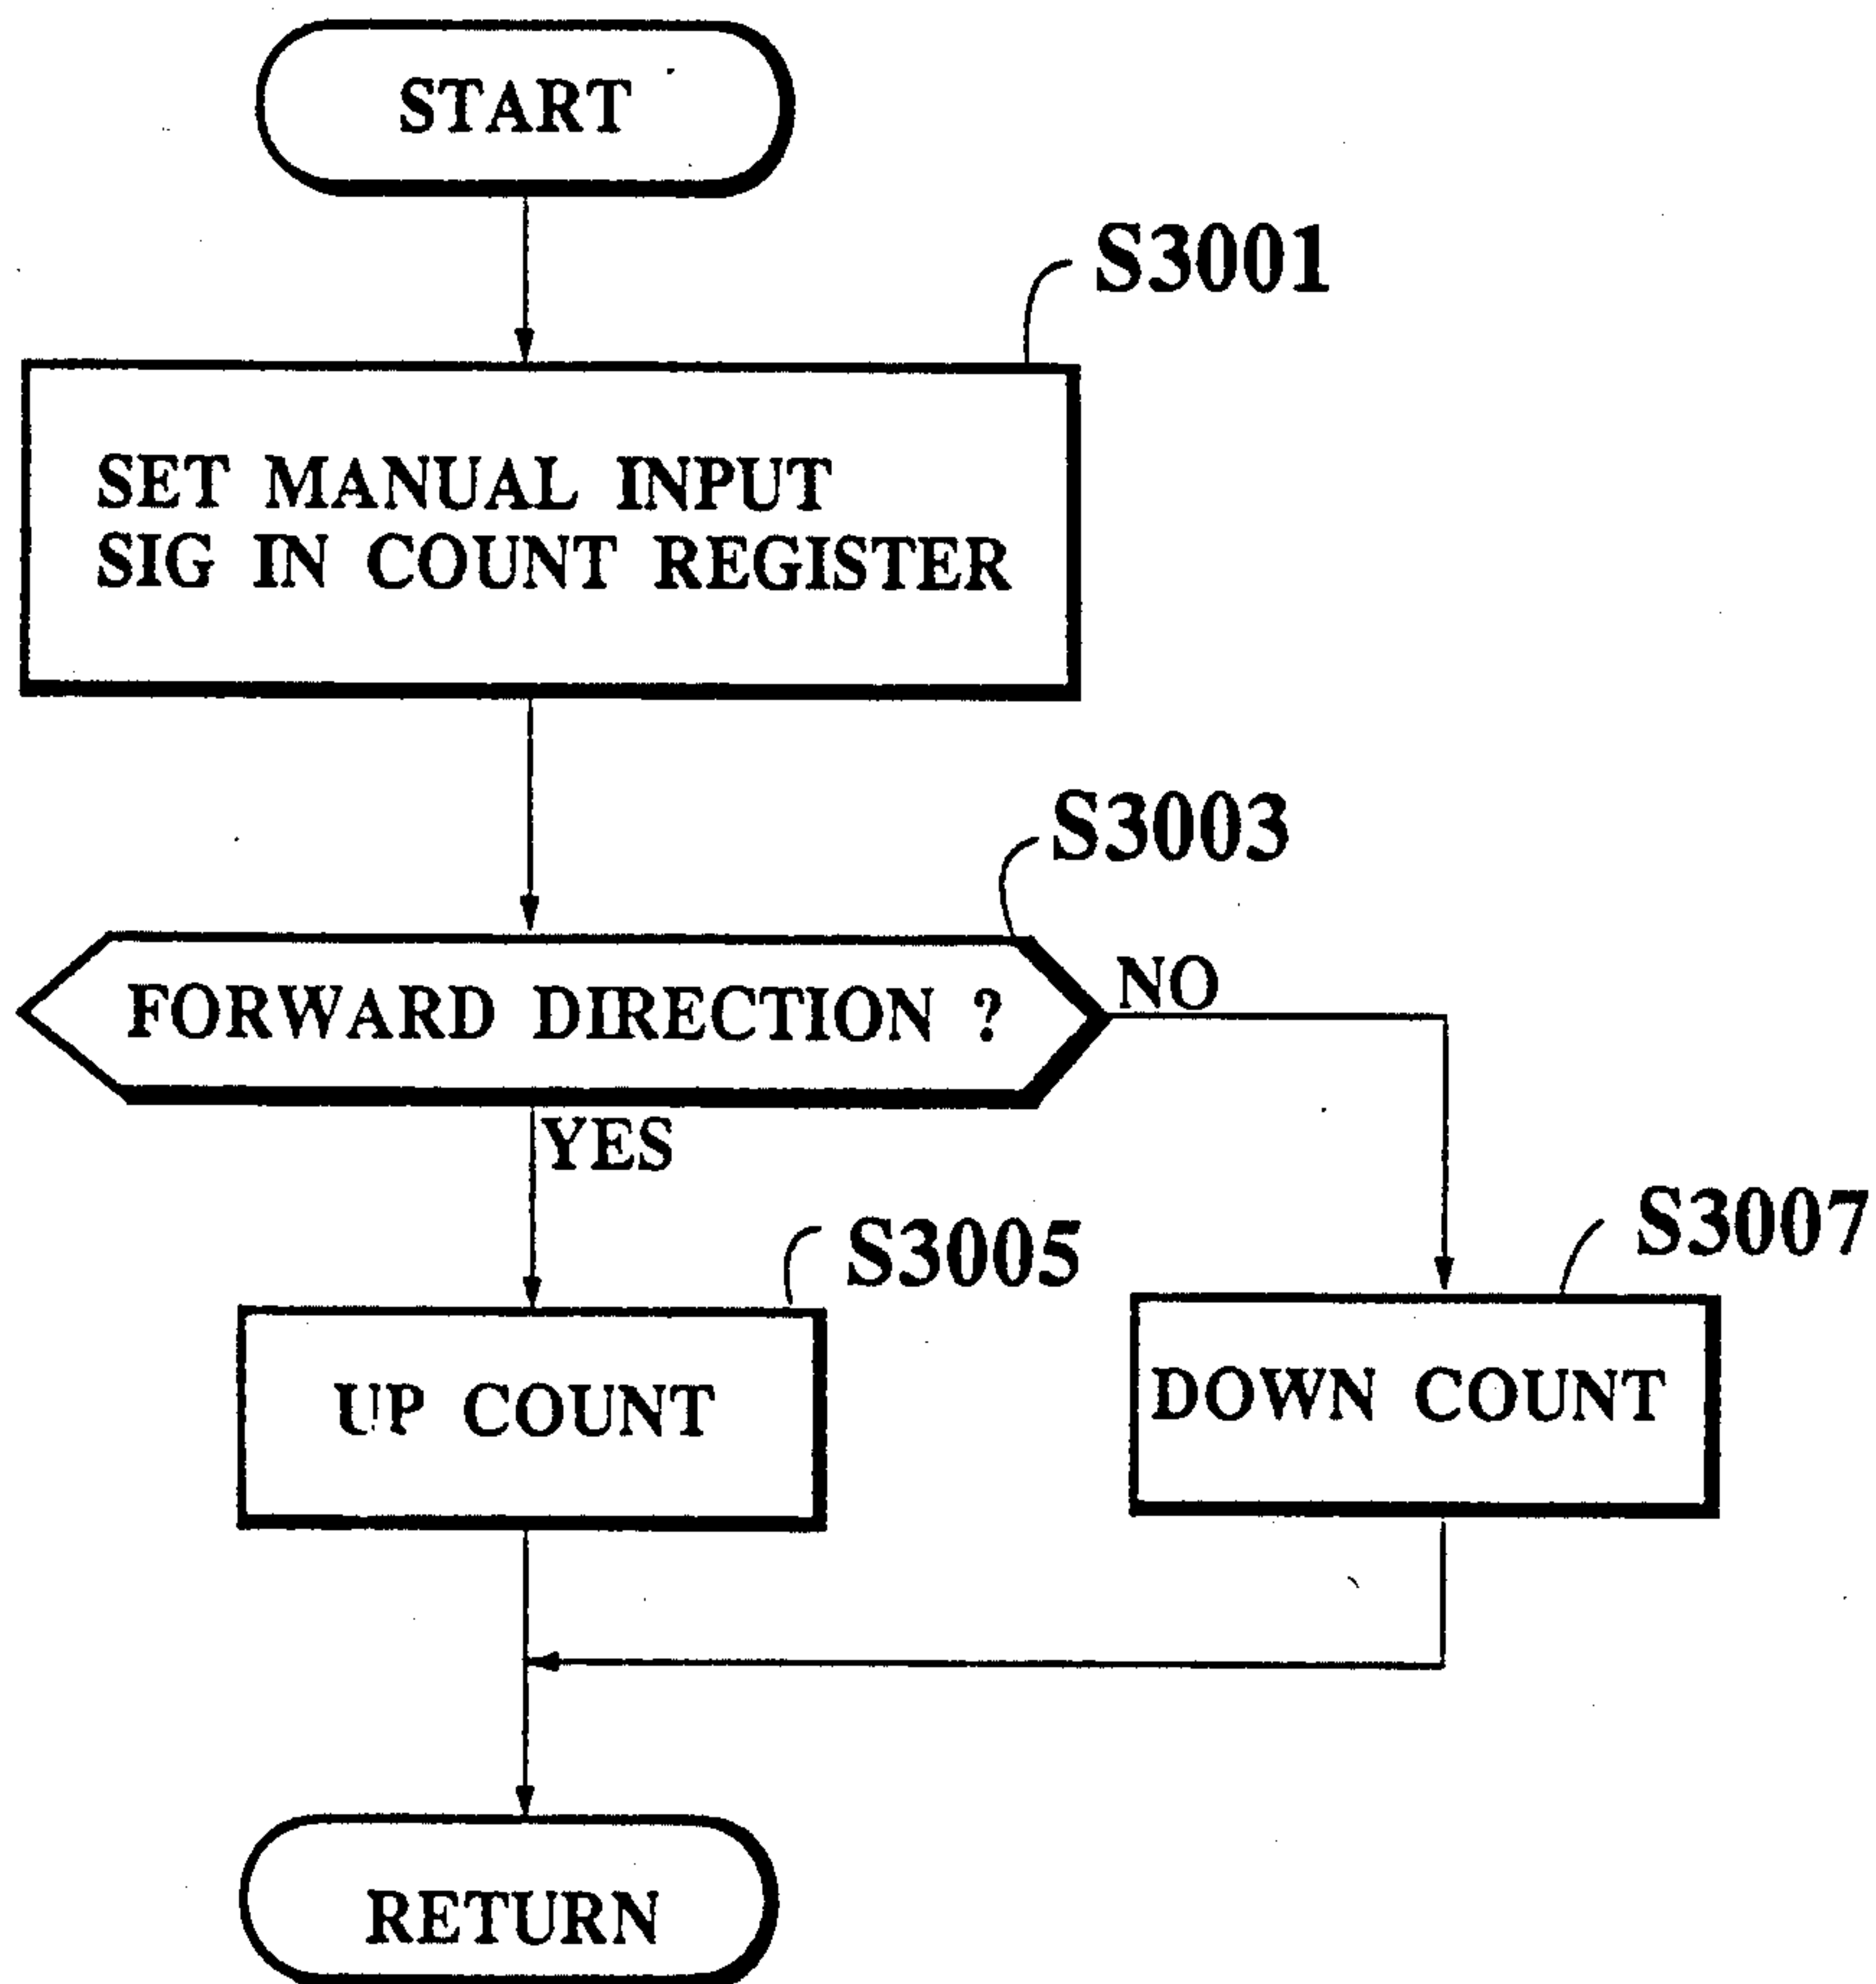 START
S3001
SET MANUAL INPUT
SIG IN COUNT REGISTER
S3003
FORWARD DIRECTION ?
NO
YES
S3005
S3007
UP COUNT
DOWN COUNT
RETURN